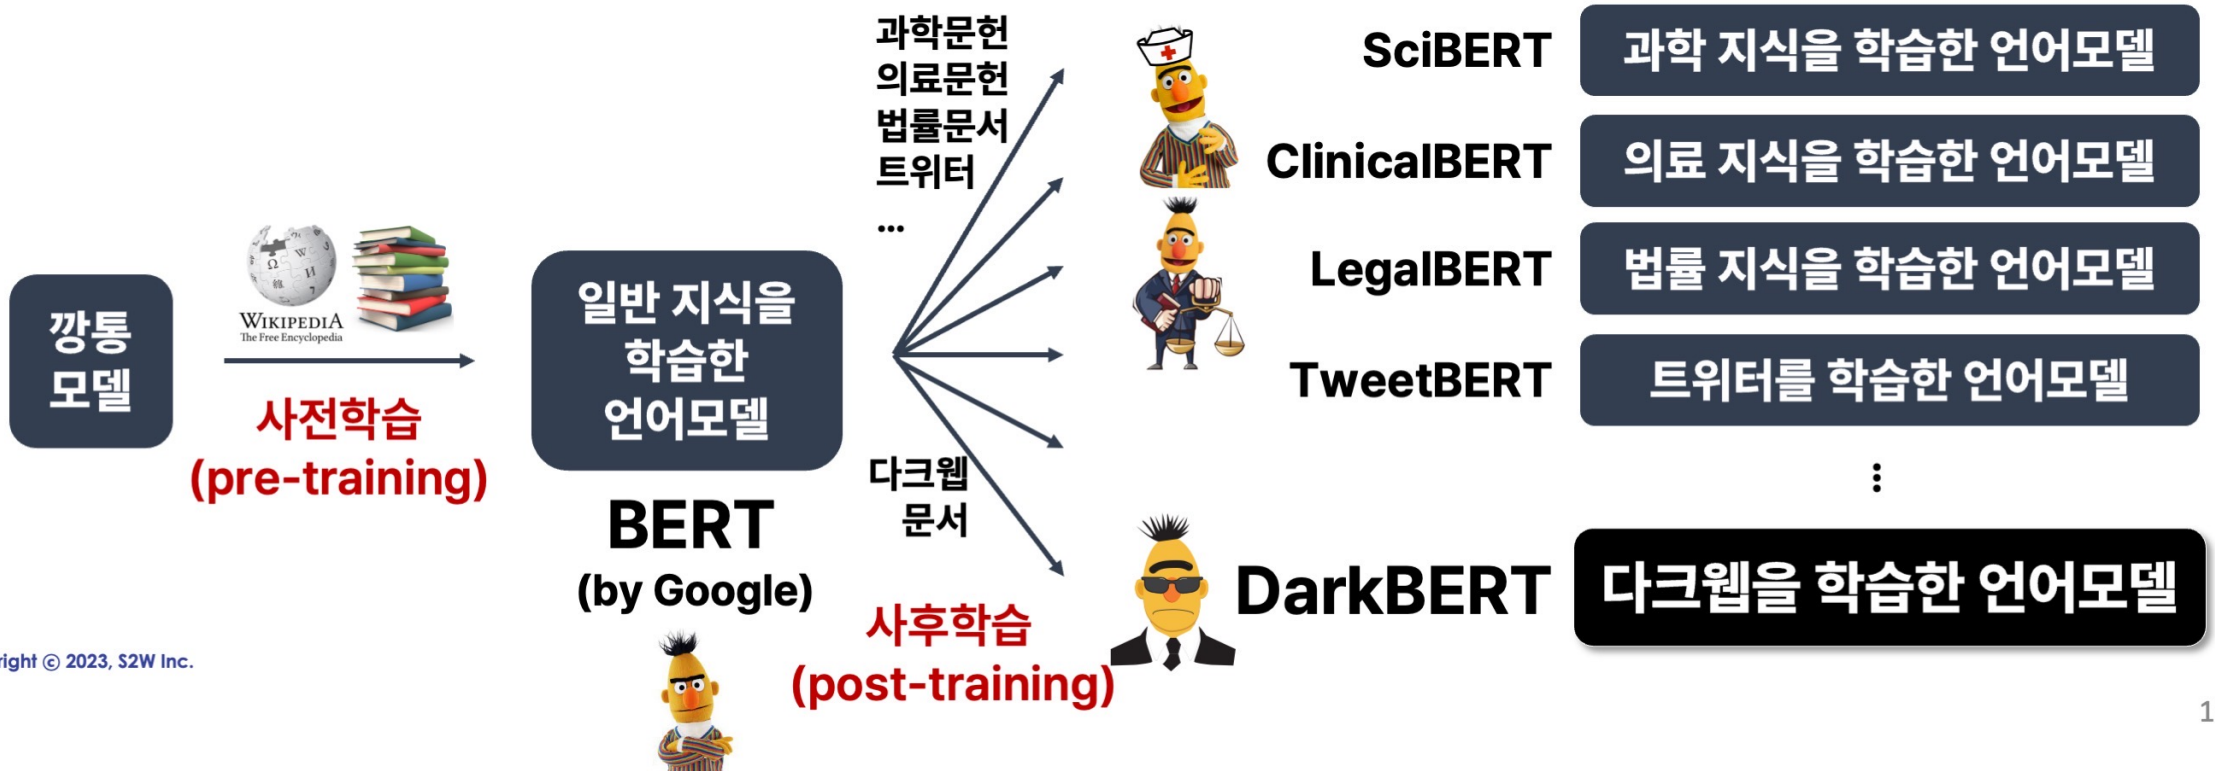 깡통
모델
WIKIPEDIA
The Free Encyclopedia
사전학습
(pre-training)
일반 지식을
학습한
언어모델
BERT
(by Google)
과학문헌
의료문헌
법률문서
트위터
...
다크웹
문서
사후학습
(post-training)
SciBERT
과학 지식을 학습한 언어모델
ClinicalBERT
의료 지식을 학습한 언어모델
LegalBERT
법률 지식을 학습한 언어모델
TweetBERT
트위터를 학습한 언어모델
⋮
DarkBERT
다크웹을 학습한 언어모델
right © 2023, S2W Inc.
1